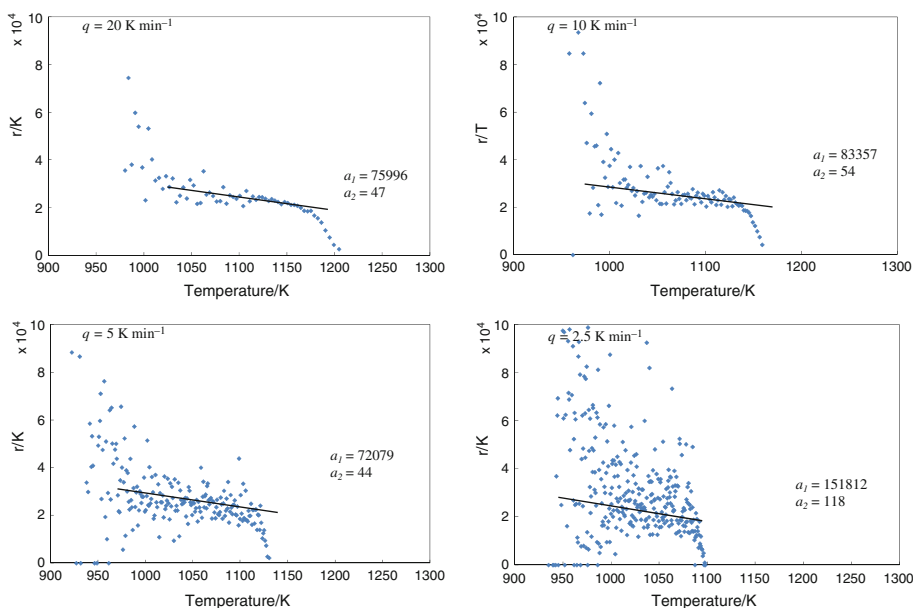 q = 20 K min⁻¹
x 10⁴
10
8
6
4
2
0
r/K
a₁ = 75996
a₂ = 47
900 950 1000 1050 1100 1150 1200 1250 1300
Temperature/K
q = 10 K min⁻¹
x 10⁴
10
8
6
4
2
0
r/T
a₁ = 83357
a₂ = 54
900 1000 1100 1200 1300
Temperature/K
q = 5 K min⁻¹
x 10⁴
10
8
6
4
2
0
r/K
a₁ = 72079
a₂ = 44
900 950 1000 1050 1100 1150 1200 1250 1300
Temperature/K
q = 2.5 K min⁻¹
x 10⁴
10
8
6
4
2
0
r/K
a₁ = 151812
a₂ = 118
900 950 1000 1050 1100 1150 1200 1250 1300
Temperature/K